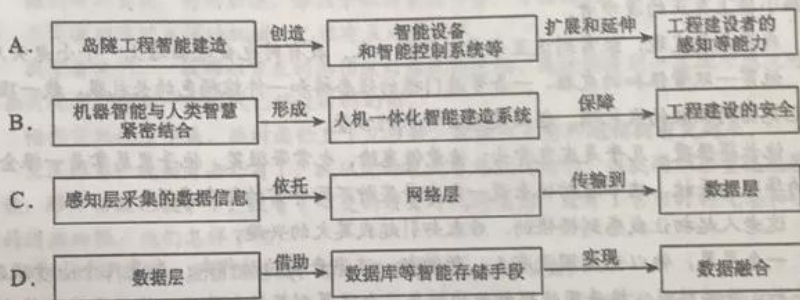 A. 岛隧工程智能建造 创造 智能设备和智能控制系统等 扩展和延伸 工程建设者的感知等能力
B. 机器智能与人类智慧紧密结合 形成 人机一体化智能建造系统 保障 工程建设的安全
C. 感知层采集的数据信息 依托 网络层 传输到 数据层
D. 数据层 借助 数据库等智能存储手段 实现 数据融合